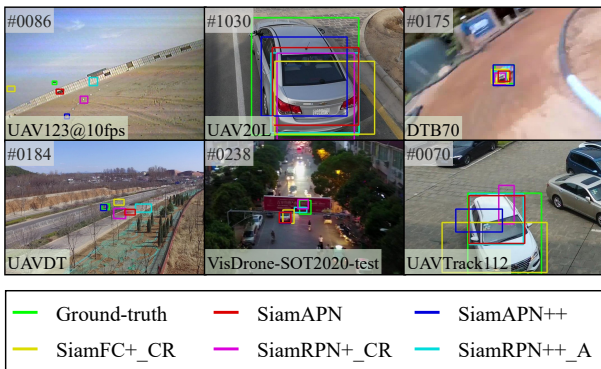 #0086
#1030
#0175
UAV123@10fps
UAV20L
DTB70
#0184
#0238
#0070
UAVDT
VisDrone-SOT2020-test
UAVTrack112
Ground-truth
SiamAPN
SiamAPN++
SiamFC+_CR
SiamRPN+_CR
SiamRPN++_A